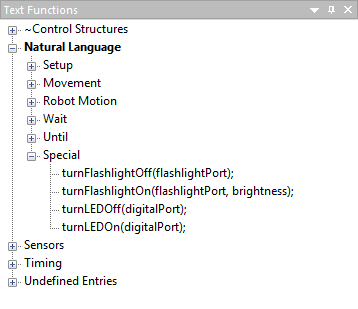 Text Functions
~Control Structures
Natural Language
Setup
Movement
Robot Motion
Wait
Until
Special
turnFlashlightOff(flashlightPort);
turnFlashlightOn(flashlightPort, brightness);
turnLEDOff(digitalPort);
turnLEDOn(digitalPort);
Sensors
Timing
Undefined Entries